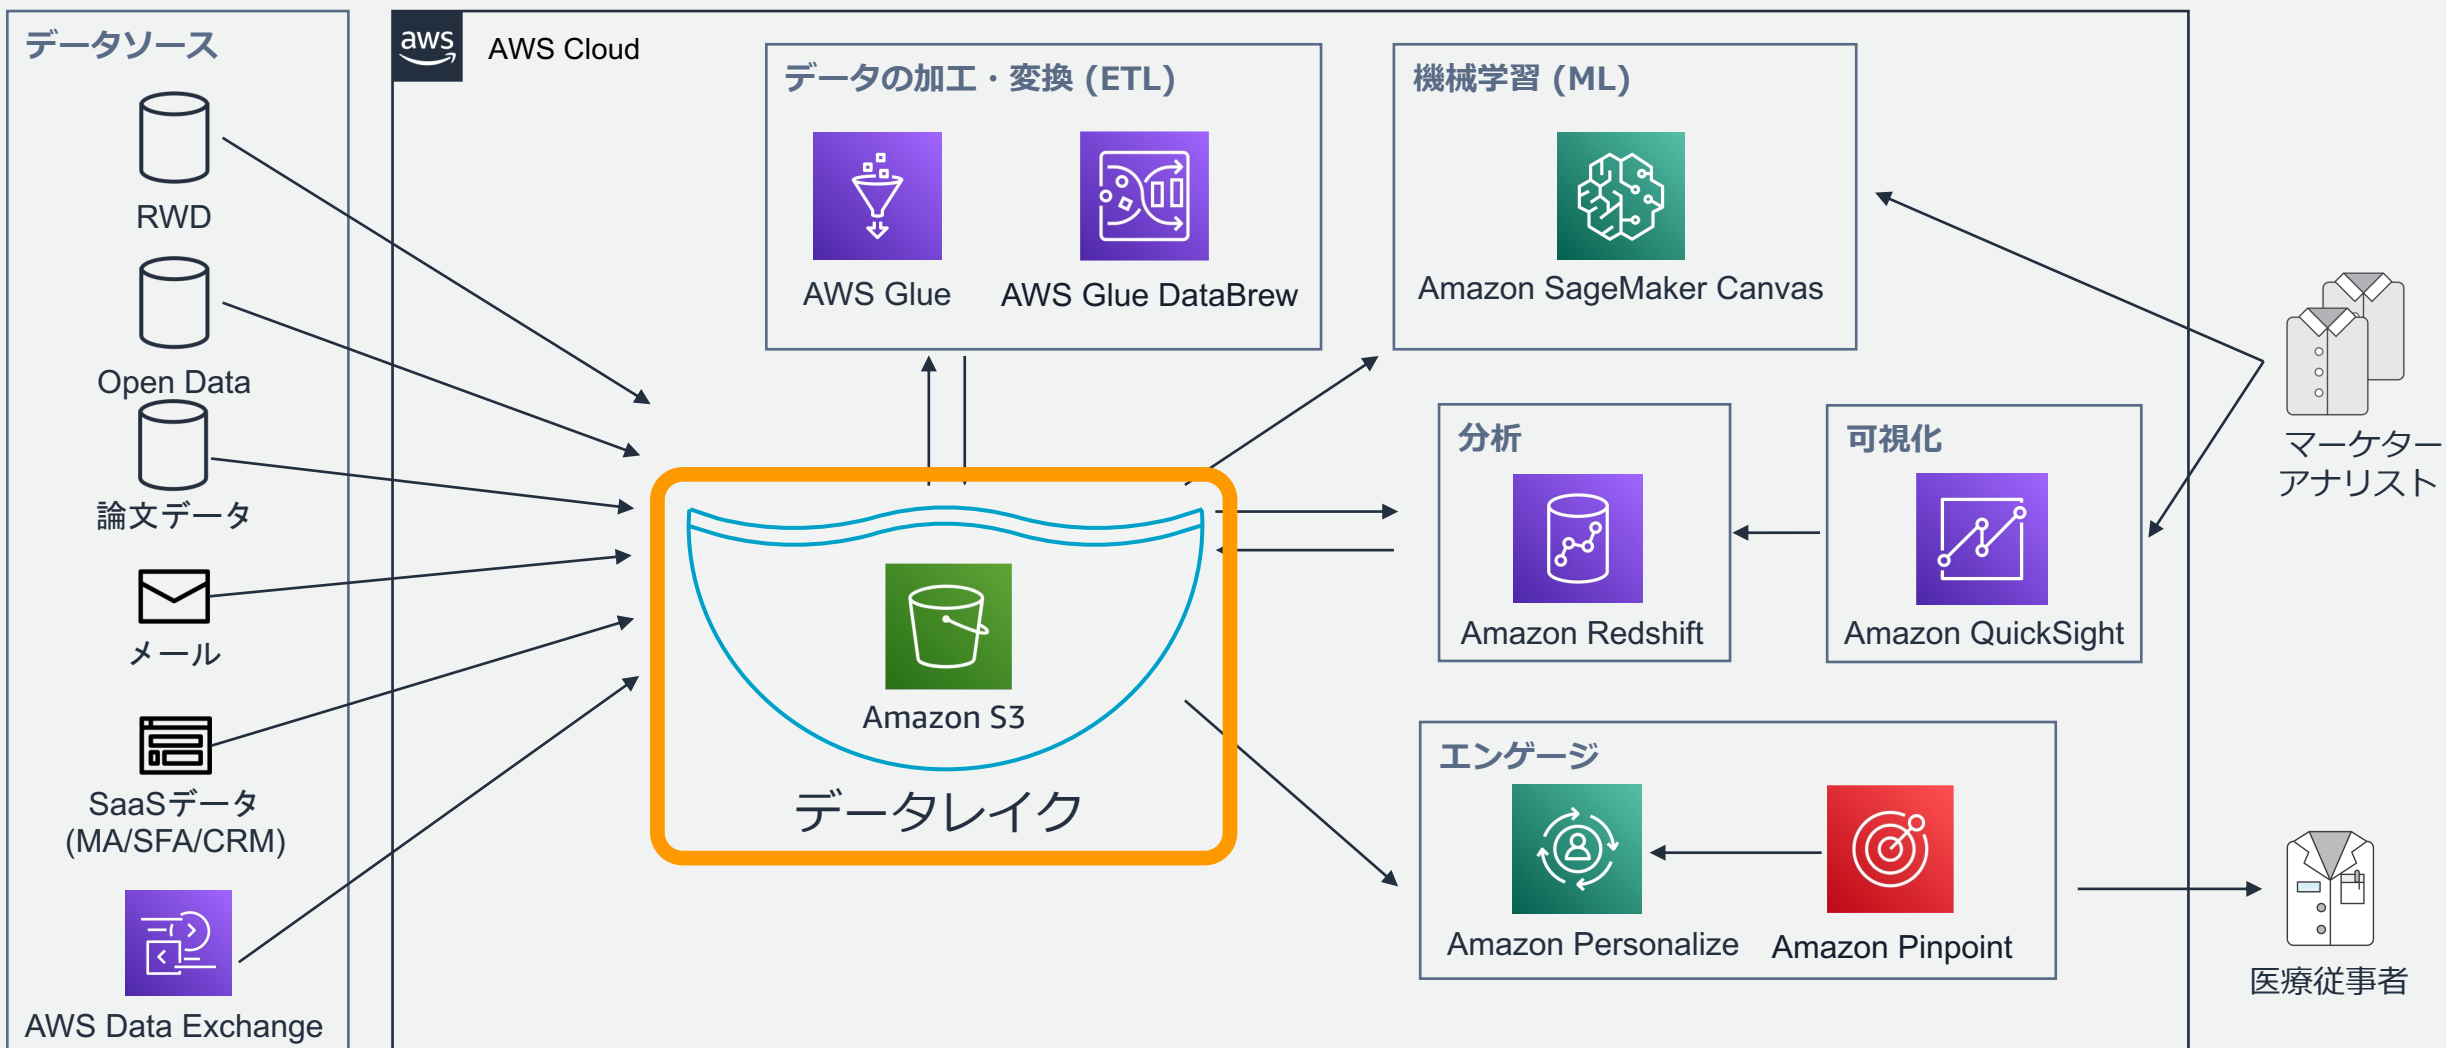 データソース
RWD
Open Data
論文データ
メール
SaaSデータ
(MA/SFA/CRM)
AWS Data Exchange
aws
AWS Cloud
データの加工・変換 (ETL)
AWS Glue
AWS Glue DataBrew
機械学習 (ML)
Amazon SageMaker Canvas
Amazon S3
データレイク
分析
Amazon Redshift
可視化
Amazon QuickSight
エンゲージ
Amazon Personalize
Amazon Pinpoint
マーケター
アナリスト
医療従事者